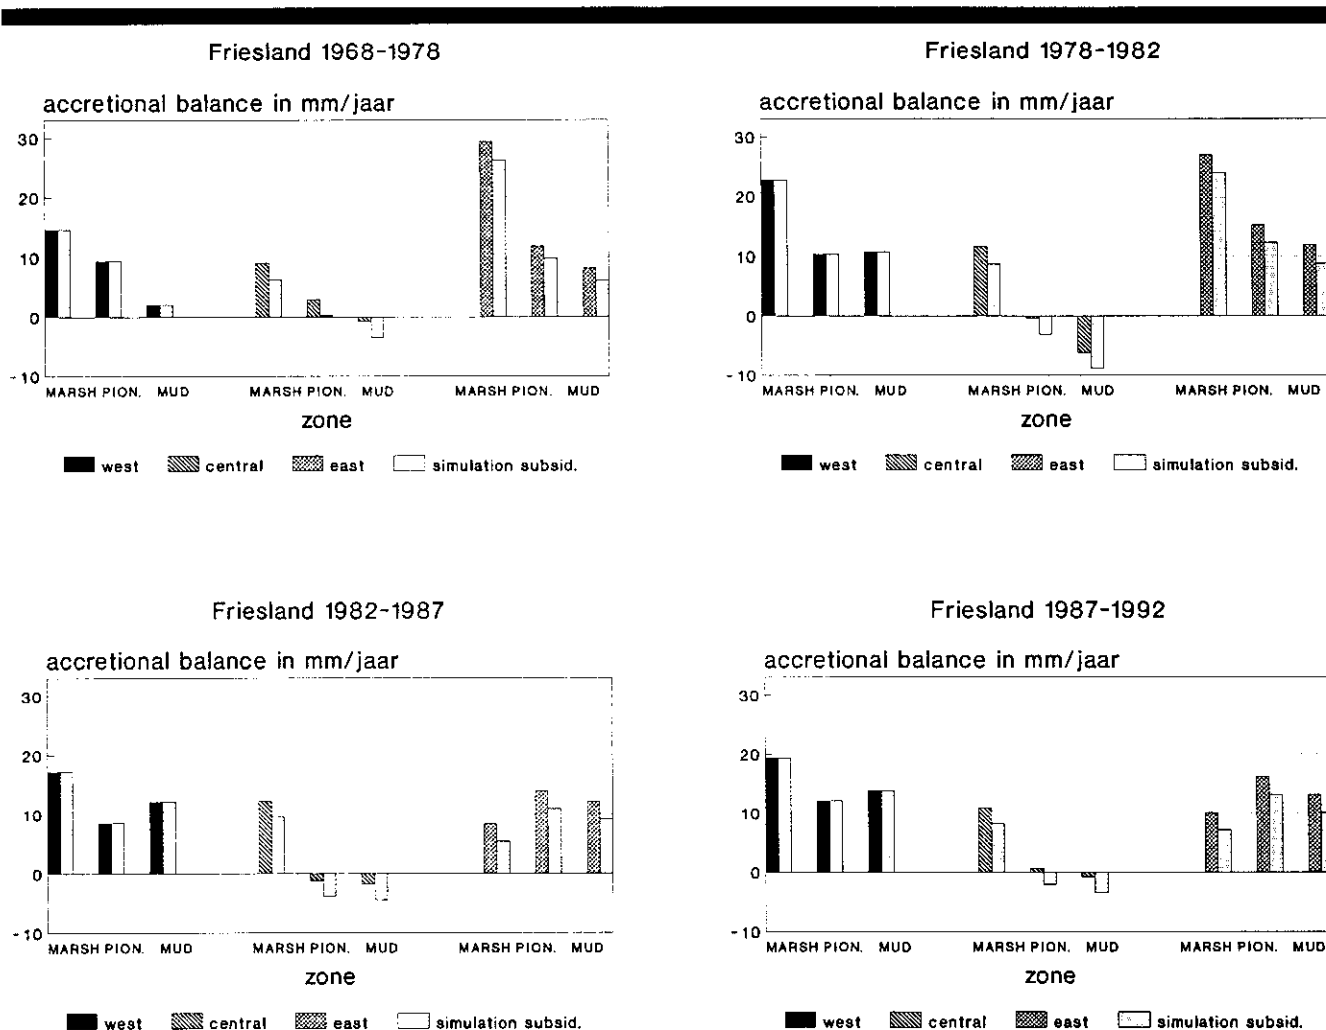 Friesland 1968-1978
accretional balance in mm/jaar
30
20
10
0
-10
MARSH PION. MUD MARSH PION. MUD MARSH PION. MUD
zone
west central east simulation subsid.
Friesland 1978-1982
accretional balance in mm/jaar
30
20
10
0
-10
MARSH PION. MUD MARSH PION. MUD MARSH PION. MUD
zone
west central east simulation subsid.
Friesland 1982-1987
accretional balance in mm/jaar
30
20
10
0
-10
MARSH PION. MUD MARSH PION. MUD MARSH PION. MUD
zone
west central east simulation subsid.
Friesland 1987-1992
accretional balance in mm/jaar
30
20
10
0
-10
MARSH PION. MUD MARSH PION. MUD MARSH PION. MUD
zone
west central east simulation subsid.